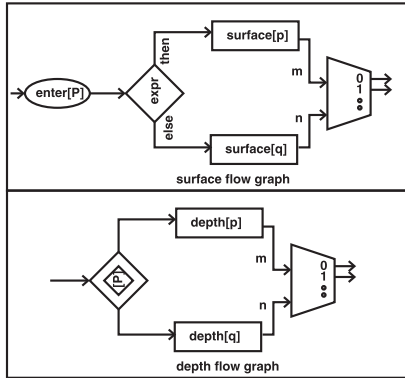 then
surface[p]
m
0
1
enter[P]
expr
n
else
surface[q]
surface flow graph
depth[p]
m
0
1
[P]
n
depth[q]
depth flow graph